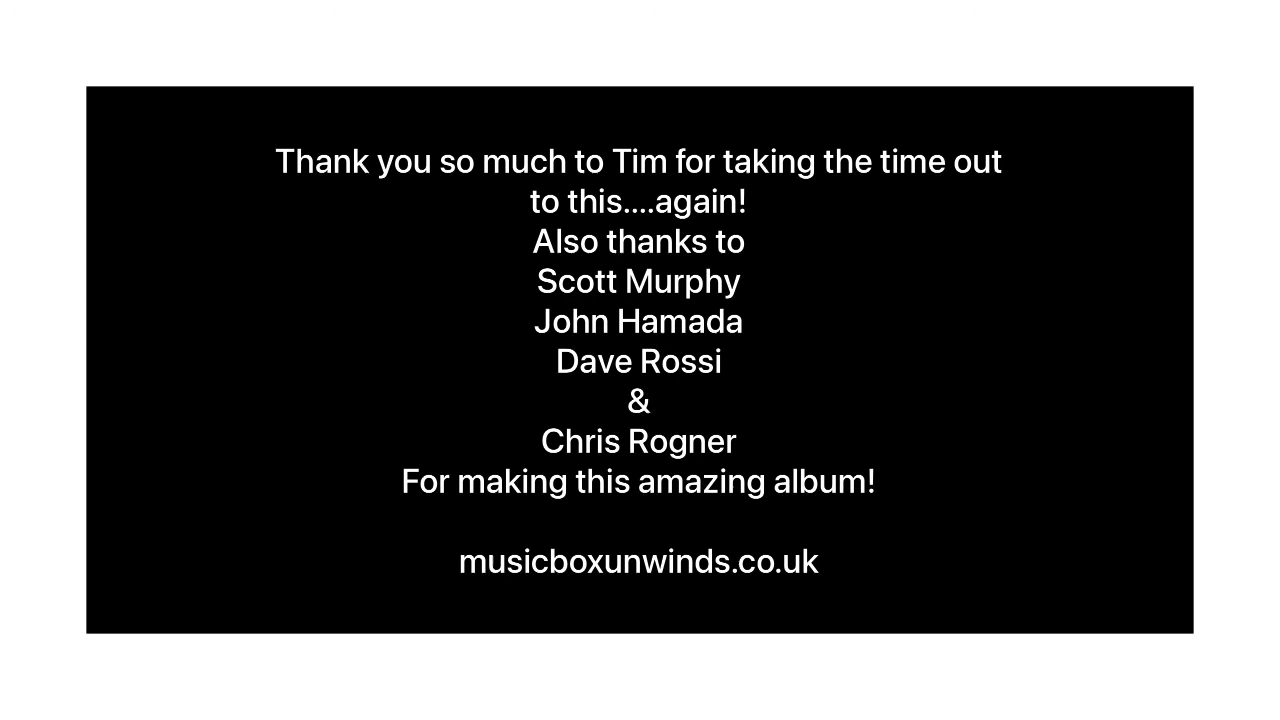 Thank you so much to Tim for taking the time out
to this....again!
Also thanks to
Scott Murphy
John Hamada
Dave Rossi
&
Chris Rogner
For making this amazing album!
musicboxunwinds.co.uk